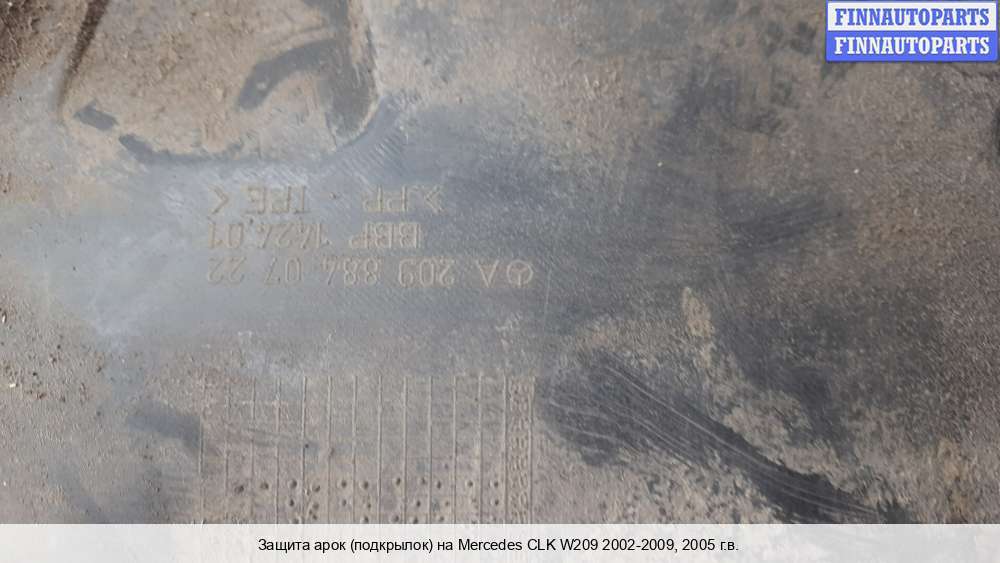 FINNAUTOPARTS
FINNAUTOPARTS
A 209 884 07 22
BBP 1424.01
>PP - TPE<
Защита арок (подкрылок) на Mercedes CLK W209 2002-2009, 2005 г.в.